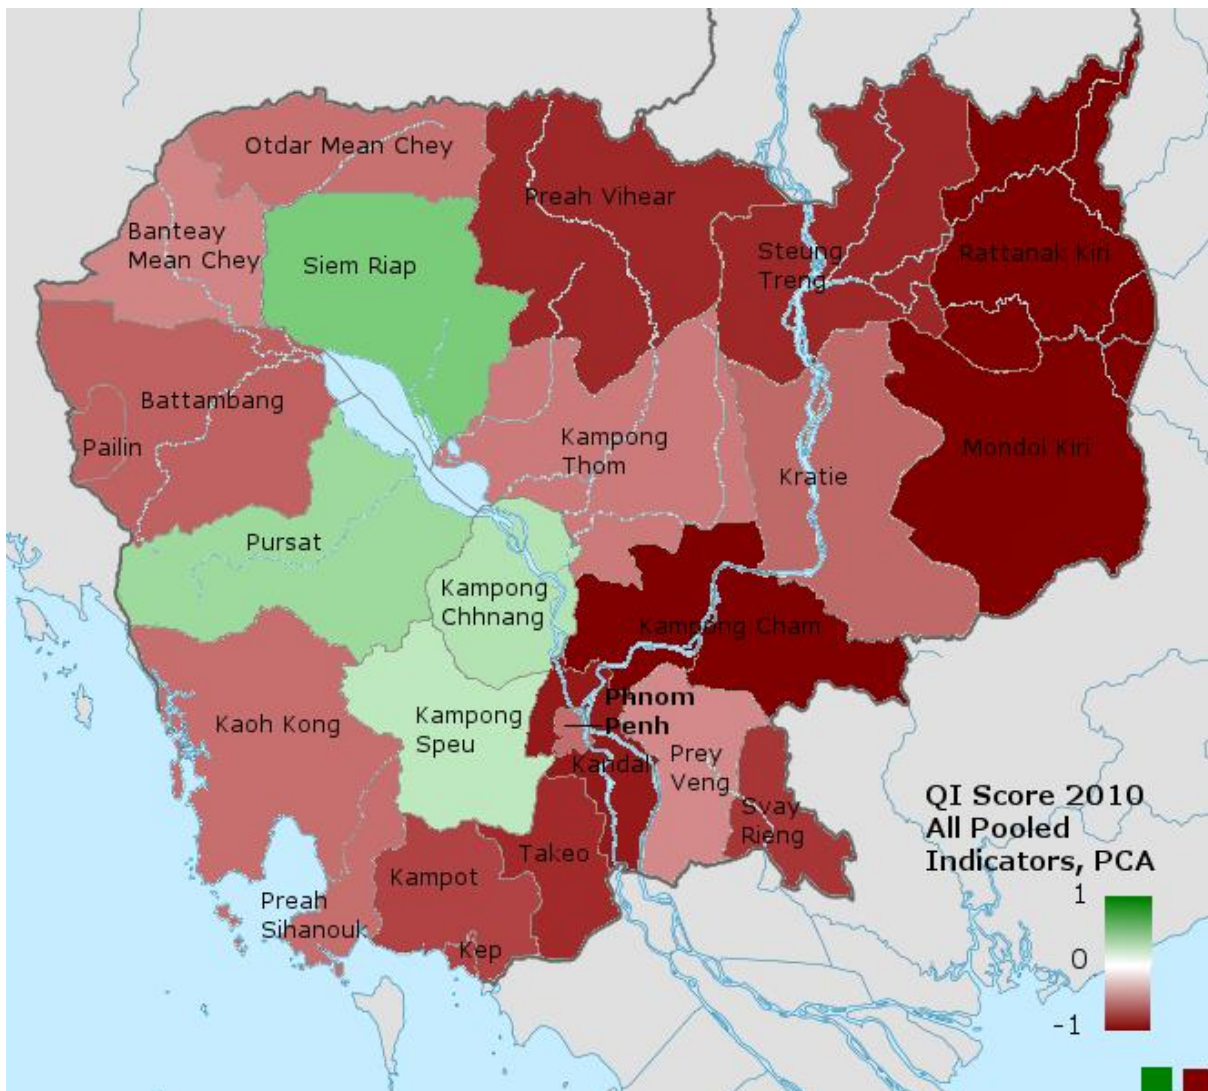 Otdar Mean Chey
Preah Vihear
Banteay
Mean Chey
Siem Riap
Steung
Treng
Rattanak Kiri
Battambang
Pailin
Kampong
Thom
Kratie
Mondol Kiri
Pursat
Kampong
Chhnang
Kampong Cham
Kaoh Kong
Kampong
Speu
Phnom
Penh
Kandal
Prey
Veng
Svay
Rieng
Takeo
Kampot
Preah
Sihanouk
Kep
QI Score 2010
All Pooled
Indicators, PCA
1
0
-1